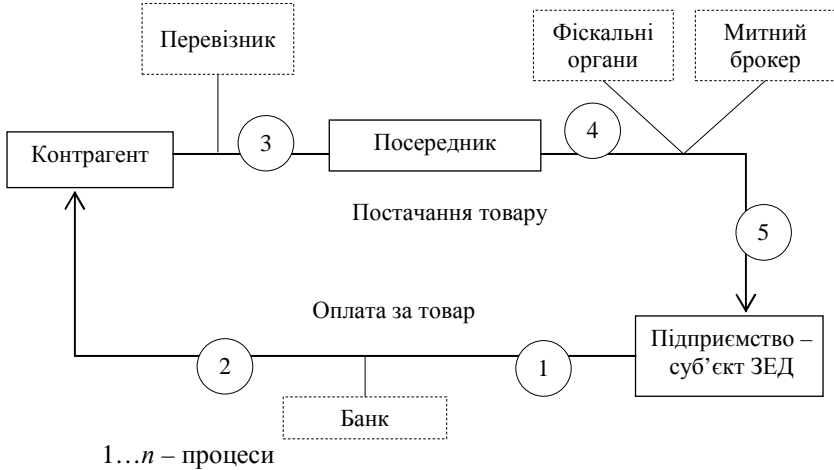 Перевізник
Фіскальні
органи
Митний
брокер
Контрагент
3
Посередник
4
Постачання товару
5
Оплата за товар
Підприємство –
суб’єкт ЗЕД
2
1
Банк
1…n – процеси